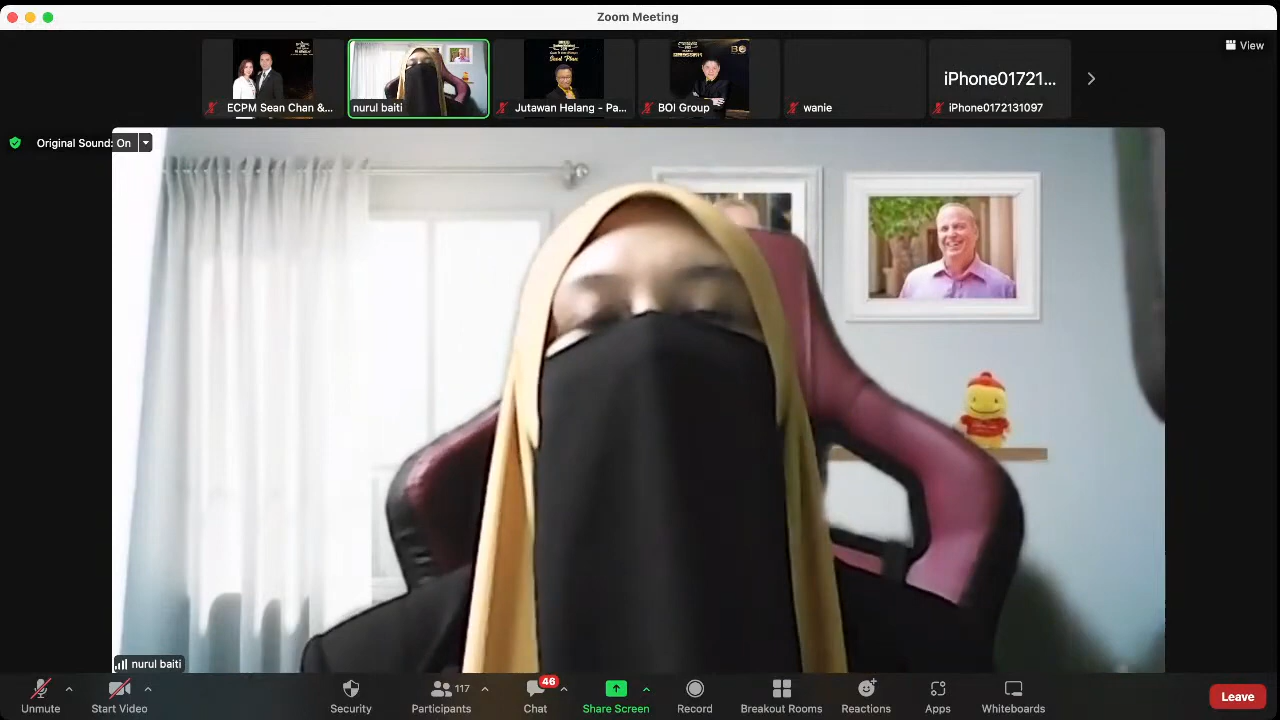 Zoom Meeting
View
ECPM Sean Chan &...
nurul baiti
Jutawan Helang - Pa...
BOI Group
wanie
iPhone01721...
iPhone0172131097
Original Sound: On
nurul baiti
Unmute
Start Video
Security
117
Participants
46
Chat
Share Screen
Record
Breakout Rooms
Reactions
Apps
Whiteboards
Leave